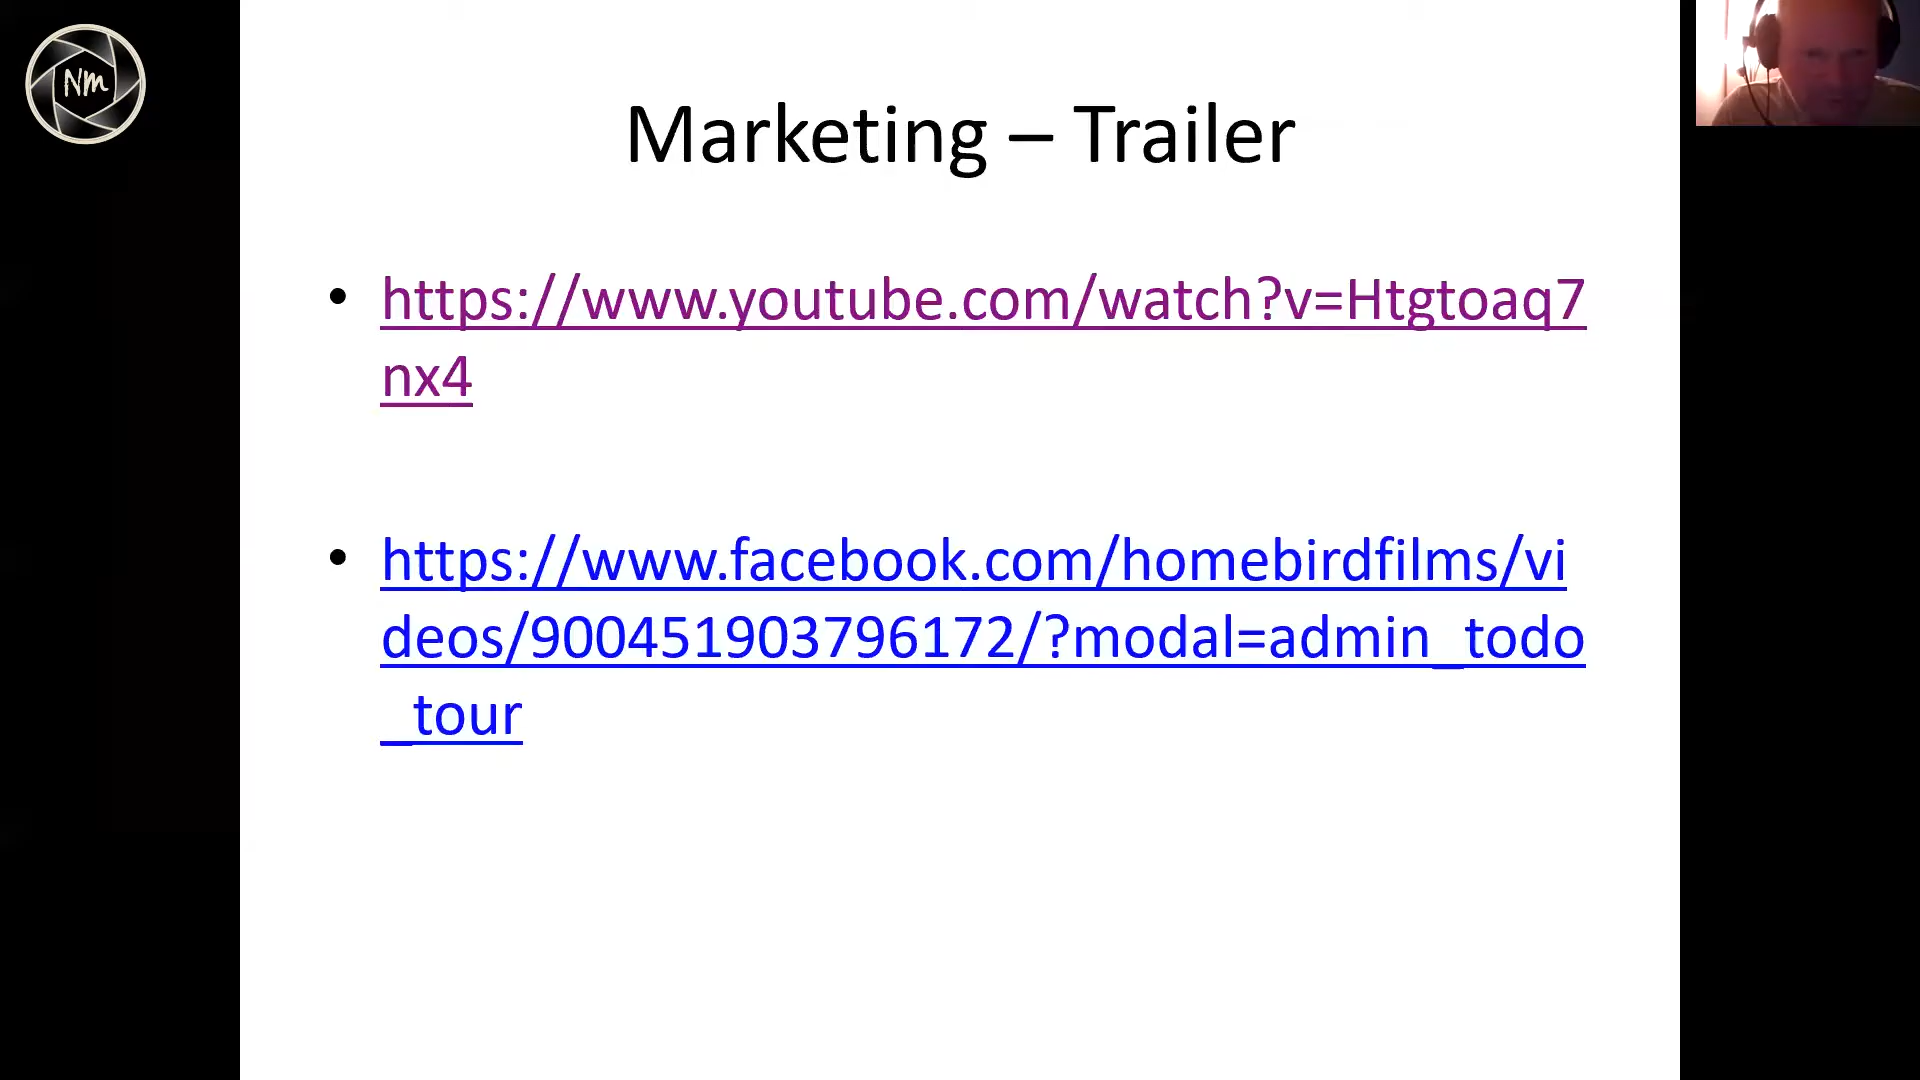 Nm
Marketing – Trailer
• https://www.youtube.com/watch?v=Htgtoaq7
nx4
• https://www.facebook.com/homebirdfilms/vi
deos/900451903796172/?modal=admin_todo
_tour